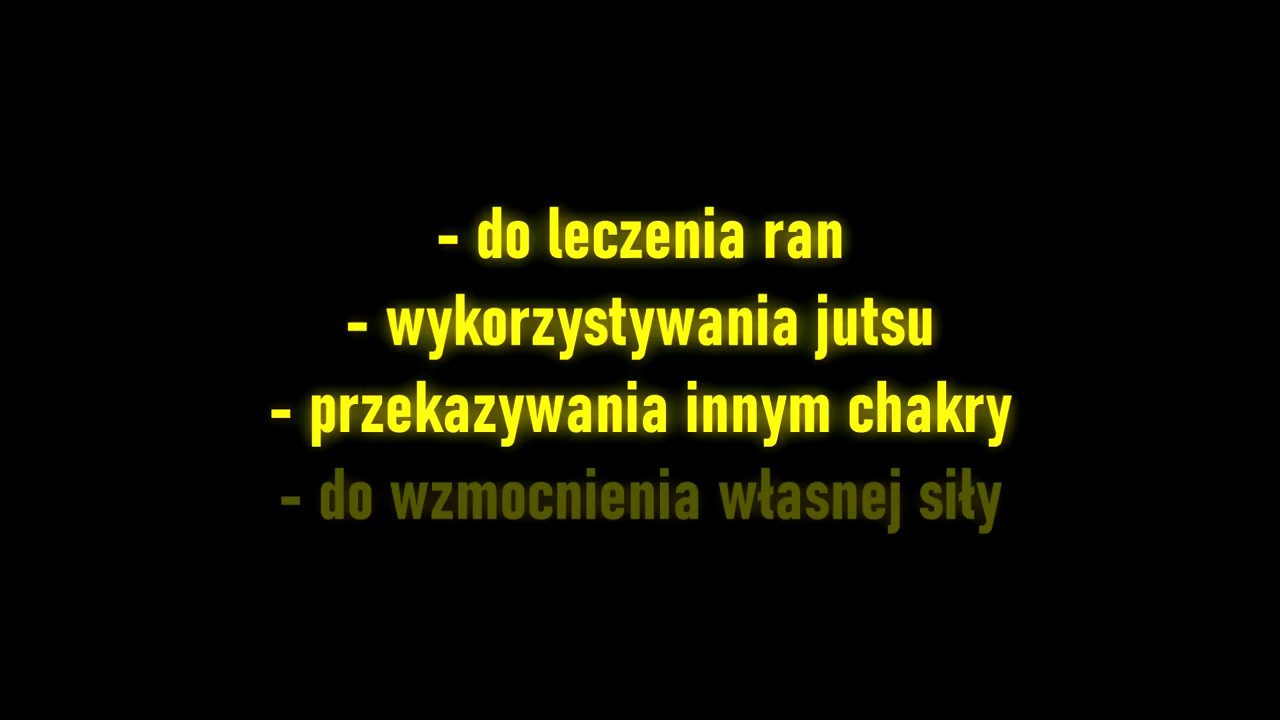 - do leczenia ran
- wykorzystywania jutsu
- przekazywania innym chakry
- do wzmocnienia własnej siły